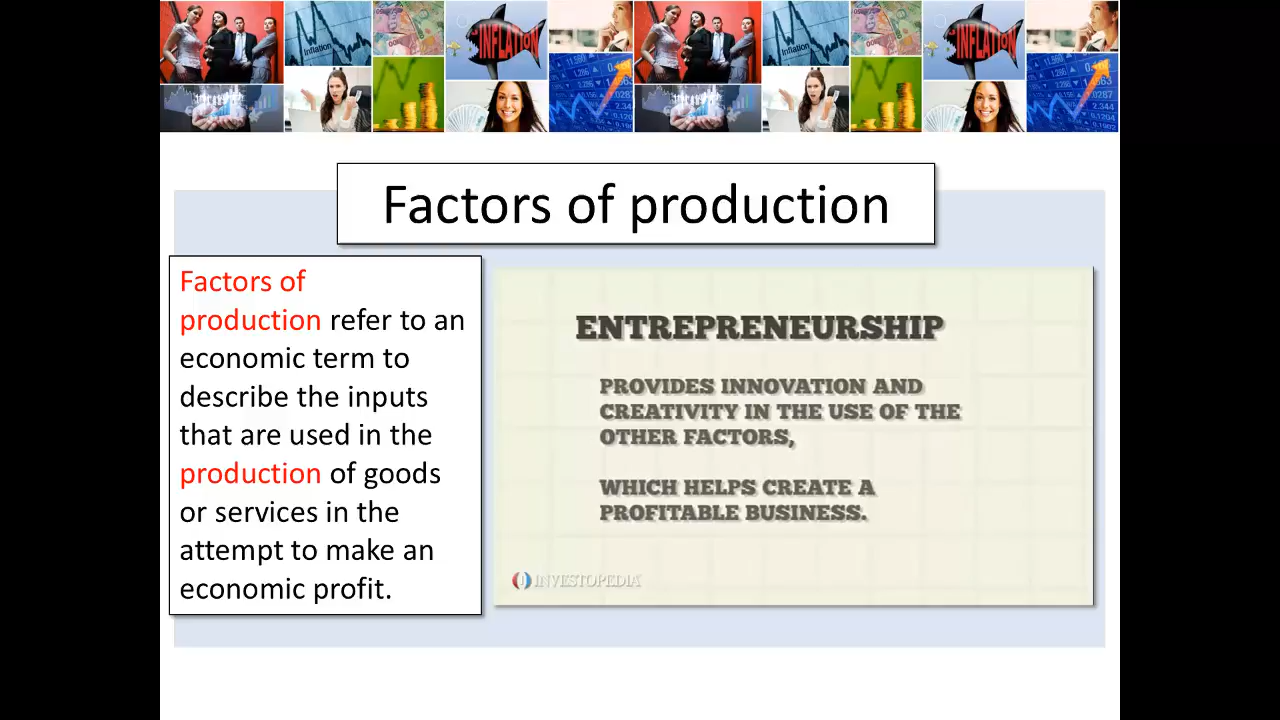 Inflation
INFLATION
Inflation
INFLATION
Factors of production
Factors of
production refer to an
economic term to
describe the inputs
that are used in the
production of goods
or services in the
attempt to make an
economic profit.
ENTREPRENEURSHIP
PROVIDES INNOVATION AND
CREATIVITY IN THE USE OF THE
OTHER FACTORS,
WHICH HELPS CREATE A
PROFITABLE BUSINESS.
INVESTOPEDIA